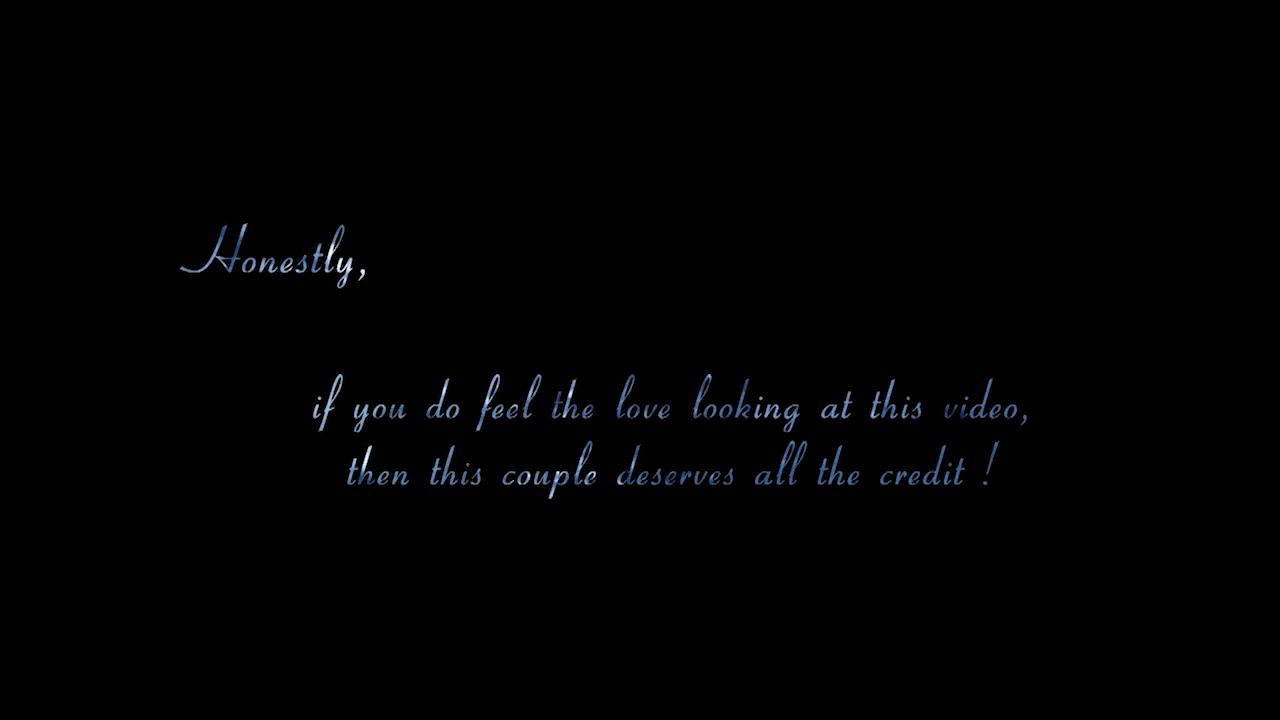 Honestly,
if you do feel the love looking at this video,
then this couple deserves all the credit !